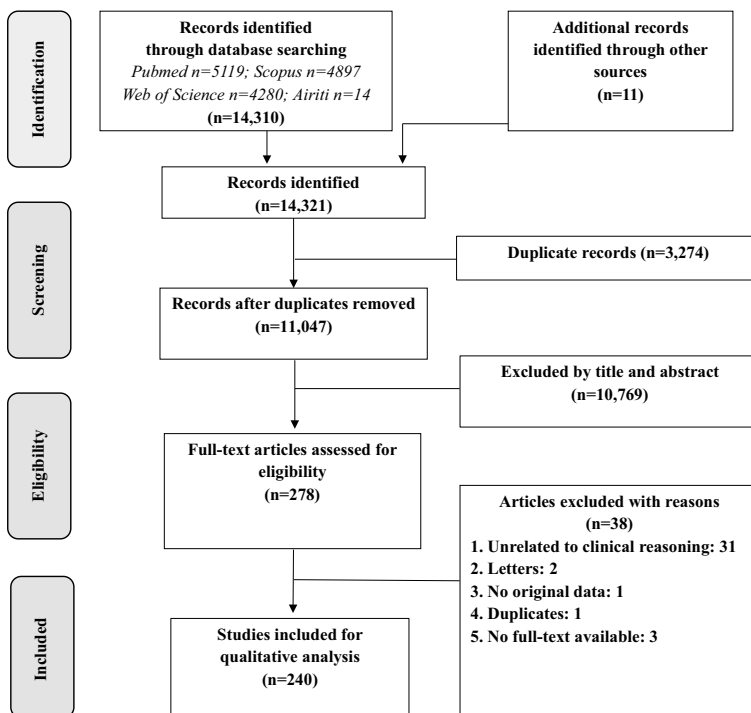 Identification
Records identified
through database searching
Pubmed n=5119; Scopus n=4897
Web of Science n=4280; Airiti n=14
(n=14,310)
Additional records
identified through other
sources
(n=11)
Records identified
(n=14,321)
Screening
Duplicate records (n=3,274)
Records after duplicates removed
(n=11,047)
Excluded by title and abstract
(n=10,769)
Eligibility
Full-text articles assessed for
eligibility
(n=278)
Articles excluded with reasons
(n=38)
1. Unrelated to clinical reasoning: 31
2. Letters: 2
3. No original data: 1
4. Duplicates: 1
5. No full-text available: 3
Included
Studies included for
qualitative analysis
(n=240)